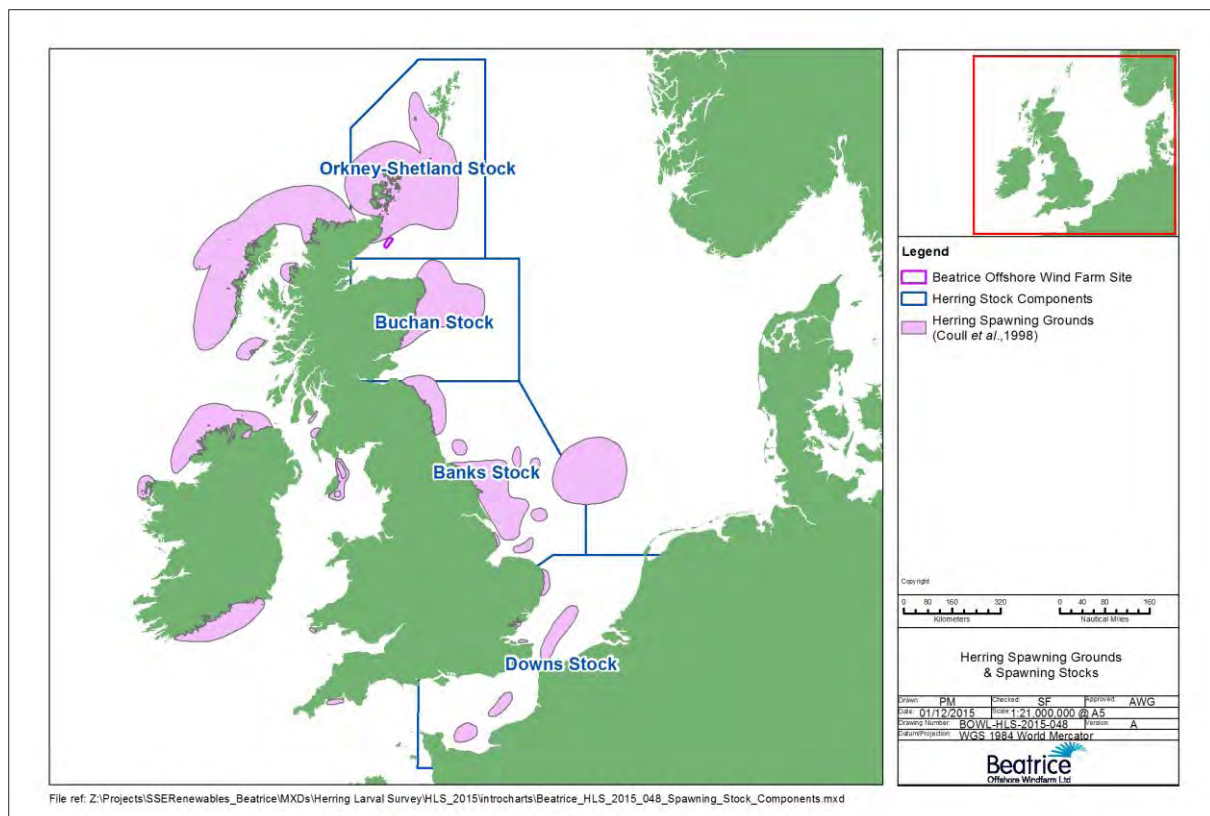 Orkney-Shetland Stock
Buchan Stock
Banks Stock
Downs Stock
Legend
Beatrice Offshore Wind Farm Site
Herring Stock Components
Herring Spawning Grounds
(Coull et al.,1998)
Copyright
0 80 160 320
Kilometers
0 40 80 160
Nautical Miles
Herring Spawning Grounds
& Spawning Stocks
Drawn: PM Checked: SF Approved: AWG
Date: 01/12/2015 Scale: 1:21,000,000 @ A5
Drawing Number: BOWL-HLS-2015-048 Version: A
Datum/Projection: WGS 1984 World Mercator
Beatrice
Offshore Windfarm Ltd
File ref: Z:\Projects\SSERenewables_Beatrice\MXDs\Herring Larval Survey\HLS_2015\introcharts\Beatrice_HLS_2015_048_Spawning_Stock_Components.mxd